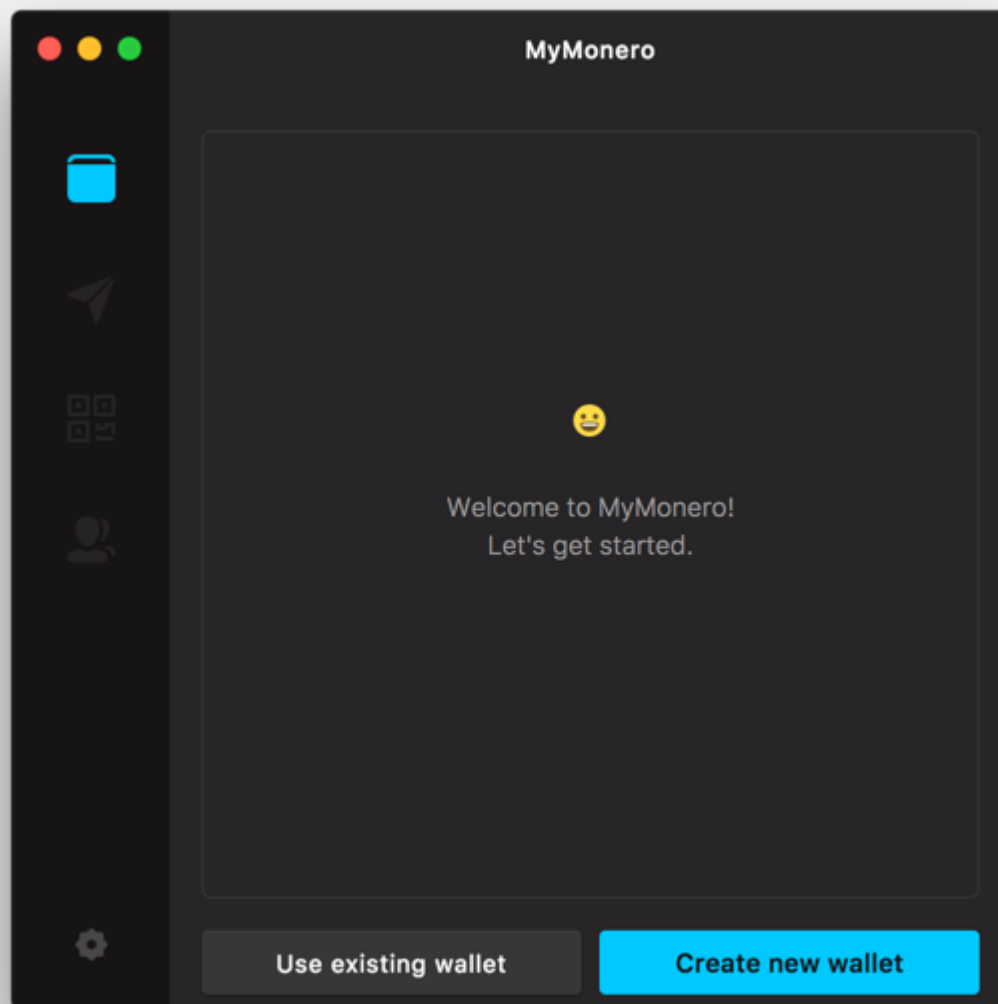 MyMonero
Welcome to MyMonero!
Let's get started.
Use existing wallet
Create new wallet